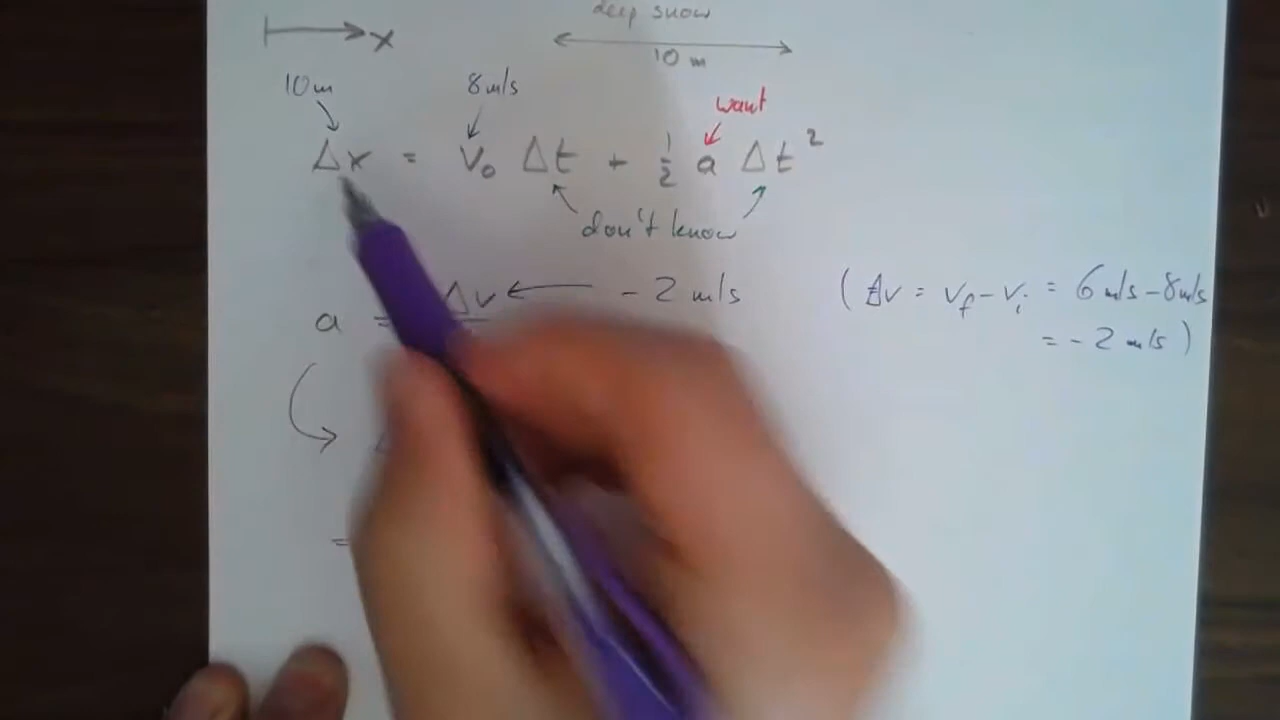 deep snow
x
10 m
10m
8 m/s
want
Δx = v₀ Δt + ½ a Δt²
don't know
a = Δv ← - 2 m/s (Δv = v_f - v_i = 6 m/s - 8 m/s
= - 2 m/s)
=